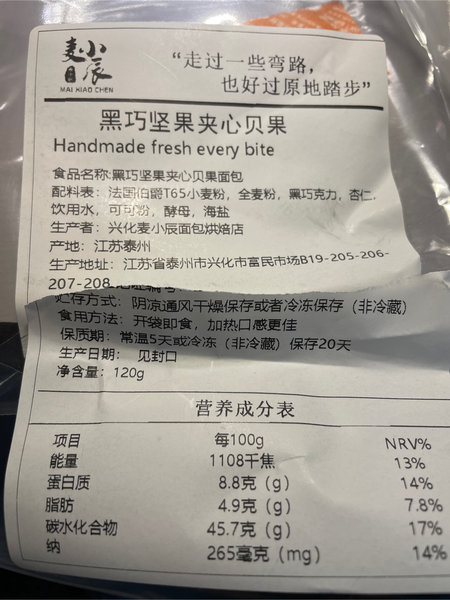 麦小辰
MAI XIAO CHEN
“走过一些弯路，
也好过原地踏步”
黑巧坚果夹心贝果
Handmade fresh every bite
食品名称:黑巧坚果夹心贝果面包
配料表：法国伯爵T65小麦粉，全麦粉，黑巧克力，杏仁，
饮用水，可可粉，酵母，海盐
生产者：兴化麦小辰面包烘焙店
产地：江苏泰州
生产地址：江苏省泰州市兴化市富民市场B19-205-206-
207-208
贮存方式：阴凉通风干燥保存或者冷冻保存（非冷藏）
食用方法：开袋即食，加热口感更佳
保质期：常温5天或冷冻（非冷藏）保存20天
生产日期：见封口
净含量：120g
营养成分表
项目 每100g NRV%
能量 1108千焦 13%
蛋白质 8.8克（g） 14%
脂肪 4.9克（g） 7.8%
碳水化合物 45.7克（g） 17%
纳 265毫克（mg） 14%